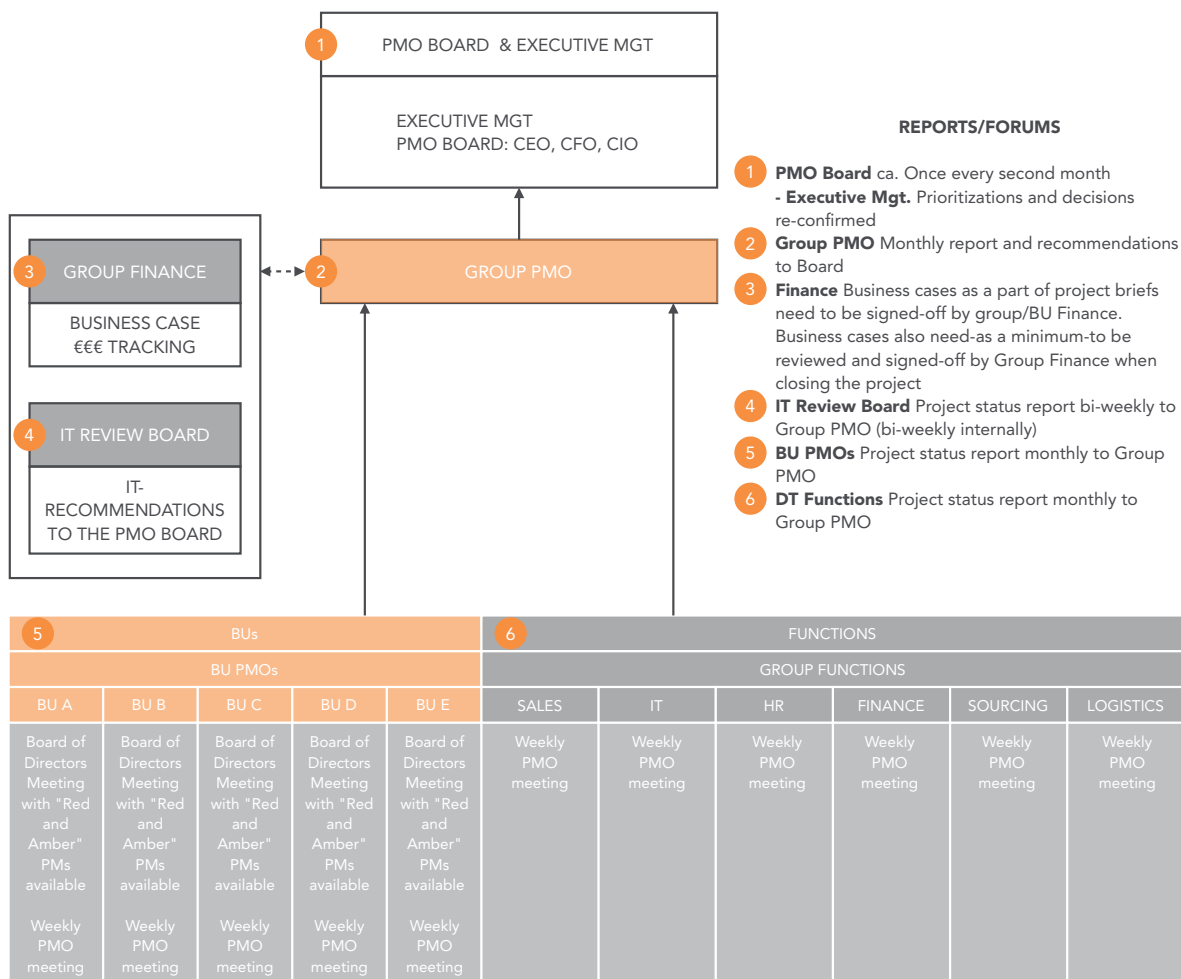 1
PMO BOARD & EXECUTIVE MGT
EXECUTIVE MGT
PMO BOARD: CEO, CFO, CIO
3
GROUP FINANCE
BUSINESS CASE
€€€ TRACKING
4
IT REVIEW BOARD
IT-
RECOMMENDATIONS
TO THE PMO BOARD
2
GROUP PMO
REPORTS/FORUMS
1
PMO Board ca. Once every second month
- Executive Mgt. Prioritizations and decisions
re-confirmed
2
Group PMO Monthly report and recommendations
to Board
3
Finance Business cases as a part of project briefs
need to be signed-off by group/BU Finance.
Business cases also need-as a minimum-to be
reviewed and signed-off by Group Finance when
closing the project
4
IT Review Board Project status report bi-weekly to
Group PMO (bi-weekly internally)
5
BU PMOs Project status report monthly to Group
PMO
6
DT Functions Project status report monthly to
Group PMO
5
BUs
BU PMOs
6
FUNCTIONS
GROUP FUNCTIONS
BU A
Board of
Directors
Meeting
with "Red
and
Amber"
PMs
available
Weekly
PMO
meeting
BU B
Board of
Directors
Meeting
with "Red
and
Amber"
PMs
available
Weekly
PMO
meeting
BU C
Board of
Directors
Meeting
with "Red
and
Amber"
PMs
available
Weekly
PMO
meeting
BU D
Board of
Directors
Meeting
with "Red
and
Amber"
PMs
available
Weekly
PMO
meeting
BU E
Board of
Directors
Meeting
with "Red
and
Amber"
PMs
available
Weekly
PMO
meeting
SALES
Weekly
PMO
meeting
IT
Weekly
PMO
meeting
HR
Weekly
PMO
meeting
FINANCE
Weekly
PMO
meeting
SOURCING
Weekly
PMO
meeting
LOGISTICS
Weekly
PMO
meeting